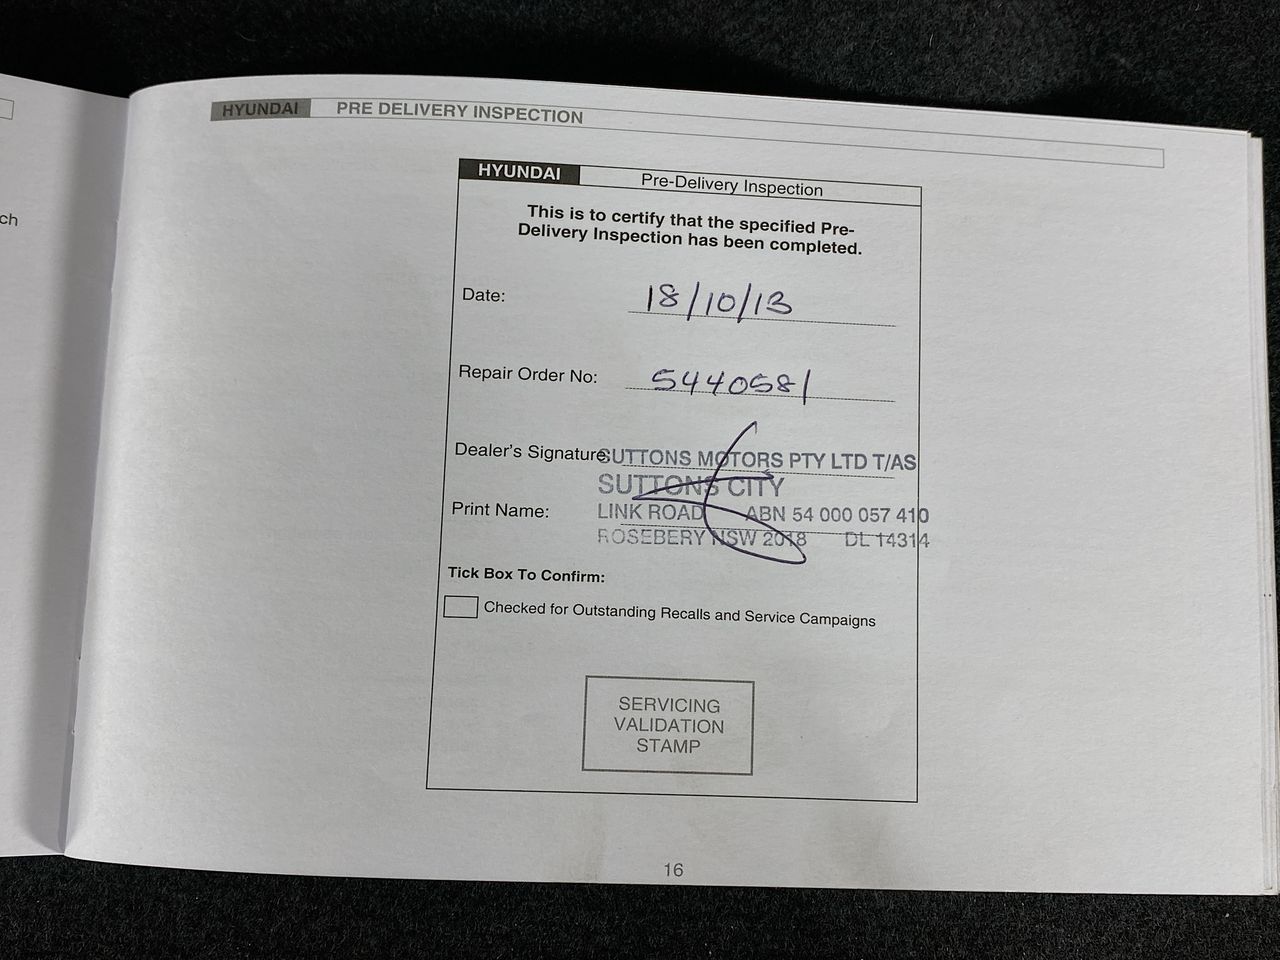 ch
HYUNDAI PRE DELIVERY INSPECTION
HYUNDAI Pre-Delivery Inspection
This is to certify that the specified Pre-
Delivery Inspection has been completed.
Date: 18/10/13
Repair Order No: 5440581
Dealer's Signature: SUTTONS MOTORS PTY LTD T/AS
SUTTONS CITY
Print Name: LINK ROAD ABN 54 000 057 410
ROSEBERY NSW 2018 DL 14314
Tick Box To Confirm:
Checked for Outstanding Recalls and Service Campaigns
SERVICING
VALIDATION
STAMP
16